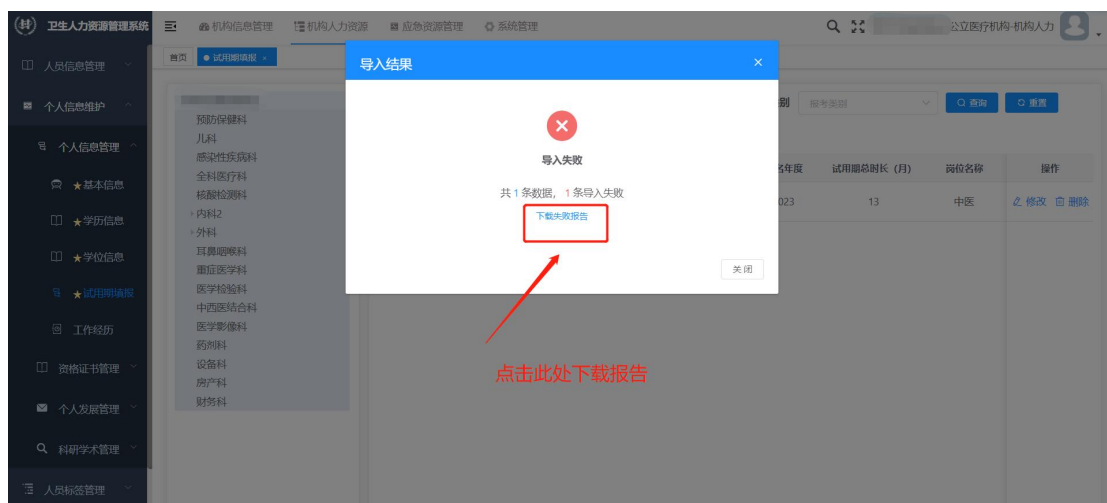 卫生人力资源管理系统
机构信息管理
机构人力资源
应急资源管理
系统管理
公立医疗机构-机构人力
首页
试用期填报 ×
人员信息管理
个人信息维护
个人信息管理
★基本信息
★学历信息
★学位信息
★试用期填报
工作经历
资格证书管理
个人发展管理
科研学术管理
人员标签管理
预防保健科
儿科
感染性疾病科
全科医疗科
核酸检测科
内科2
外科
耳鼻咽喉科
重症医学科
医学检验科
中西医结合科
医学影像科
药剂科
设备科
房产科
财务科
导入结果
×
导入失败
共 1 条数据， 1 条导入失败
下载失败报告
关闭
点击此处下载报告
别 报考类别
查询
重置
名年度 试用期总时长（月） 岗位名称 操作
023 13 中医 修改 删除